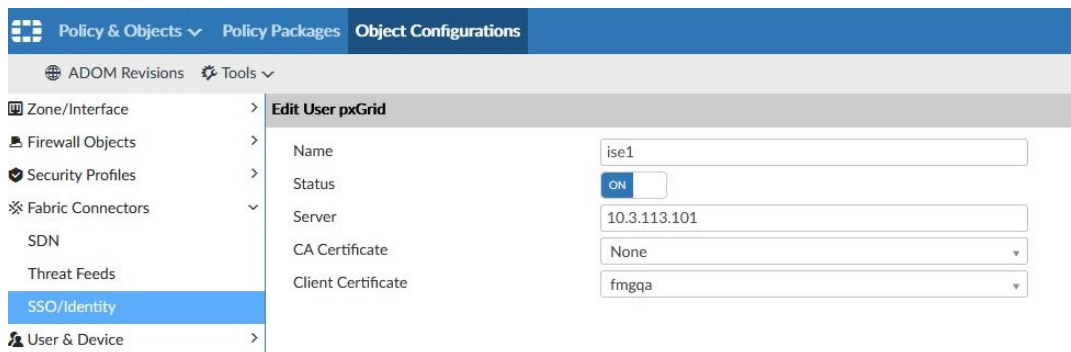 Policy & Objects Policy Packages Object Configurations
ADOM Revisions Tools
Zone/Interface
Firewall Objects
Security Profiles
Fabric Connectors
SDN
Threat Feeds
SSO/Identity
User & Device
Edit User pxGrid
Name ise1
Status ON
Server 10.3.113.101
CA Certificate None
Client Certificate fmgqa